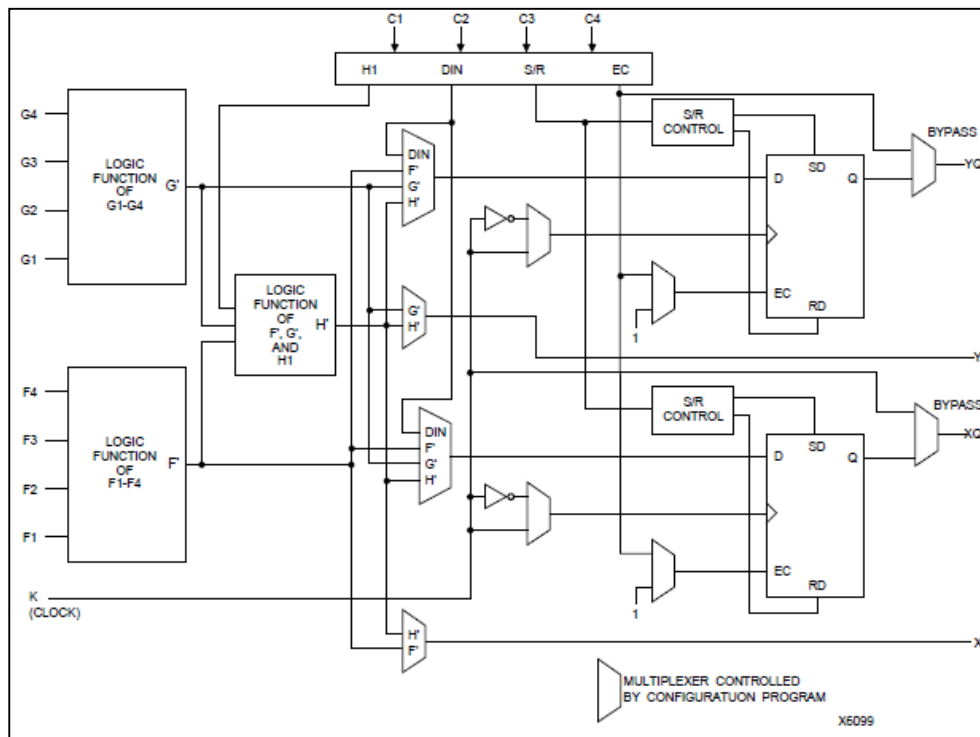 C1 C2 C3 C4
H1 DIN S/R EC
G4
G3
G2
G1
LOGIC
FUNCTION
OF
G1-G4
G'
DIN
F'
G'
H'
S/R
CONTROL
D
SD
Q
EC
RD
1
BYPASS
YQ
LOGIC
FUNCTION
OF
F', G',
AND
H1
H'
G'
H'
Y
F4
F3
F2
F1
LOGIC
FUNCTION
OF
F1-F4
F'
DIN
F'
G'
H'
S/R
CONTROL
D
SD
Q
EC
RD
1
BYPASS
XQ
K
(CLOCK)
H'
F'
X
MULTIPLEXER CONTROLLED
BY CONFIGURATUON PROGRAM
X6099